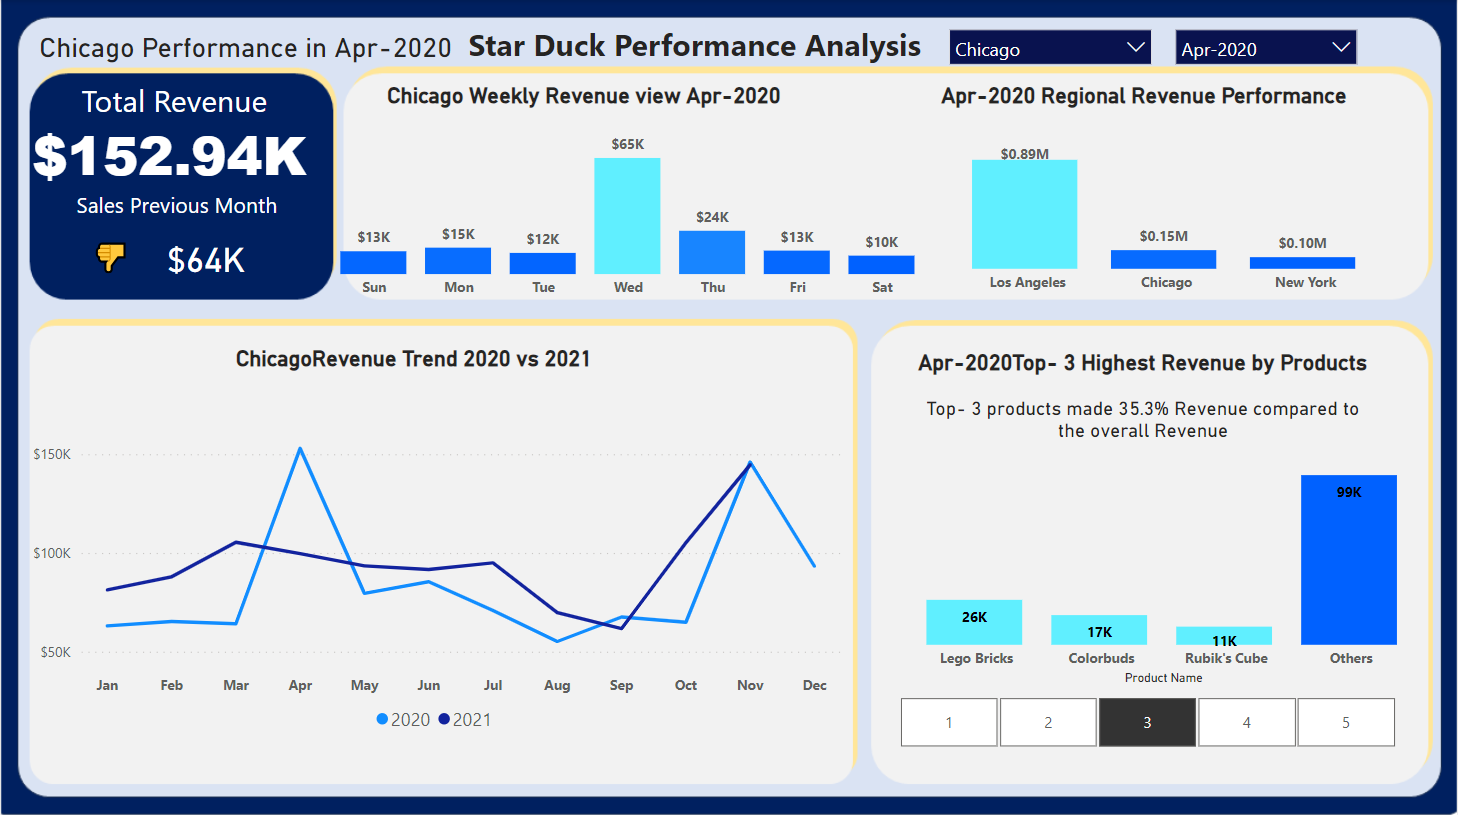 Chicago Performance in Apr-2020
Star Duck Performance Analysis
Chicago
Apr-2020
Total Revenue
$152.94K
Sales Previous Month
$64K
Chicago Weekly Revenue view Apr-2020
$13K
$15K
$12K
$65K
$24K
$13K
$10K
Sun
Mon
Tue
Wed
Thu
Fri
Sat
Apr-2020 Regional Revenue Performance
$0.89M
$0.15M
$0.10M
Los Angeles
Chicago
New York
ChicagoRevenue Trend 2020 vs 2021
$150K
$100K
$50K
Jan
Feb
Mar
Apr
May
Jun
Jul
Aug
Sep
Oct
Nov
Dec
2020
2021
Apr-2020Top- 3 Highest Revenue by Products
Top- 3 products made 35.3% Revenue compared to
the overall Revenue
26K
17K
11K
99K
Lego Bricks
Colorbuds
Rubik's Cube
Others
Product Name
1
2
3
4
5